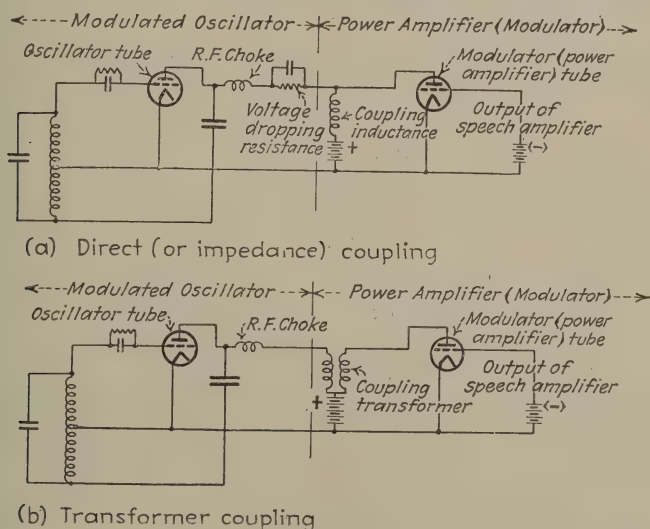 Modulated Oscillator
Power Amplifier (Modulator)
Oscillator tube
R.F. Choke
Modulator (power
amplifier) tube
Voltage
dropping
resistance
Coupling
inductance
+
Output of
speech amplifier
(-)
(a) Direct (or impedance) coupling
Modulated Oscillator
Power Amplifier (Modulator)
Oscillator tube
R.F. Choke
Modulator (power
amplifier) tube
+
Coupling
transformer
Output of
speech amplifier
(-)
(b) Transformer coupling